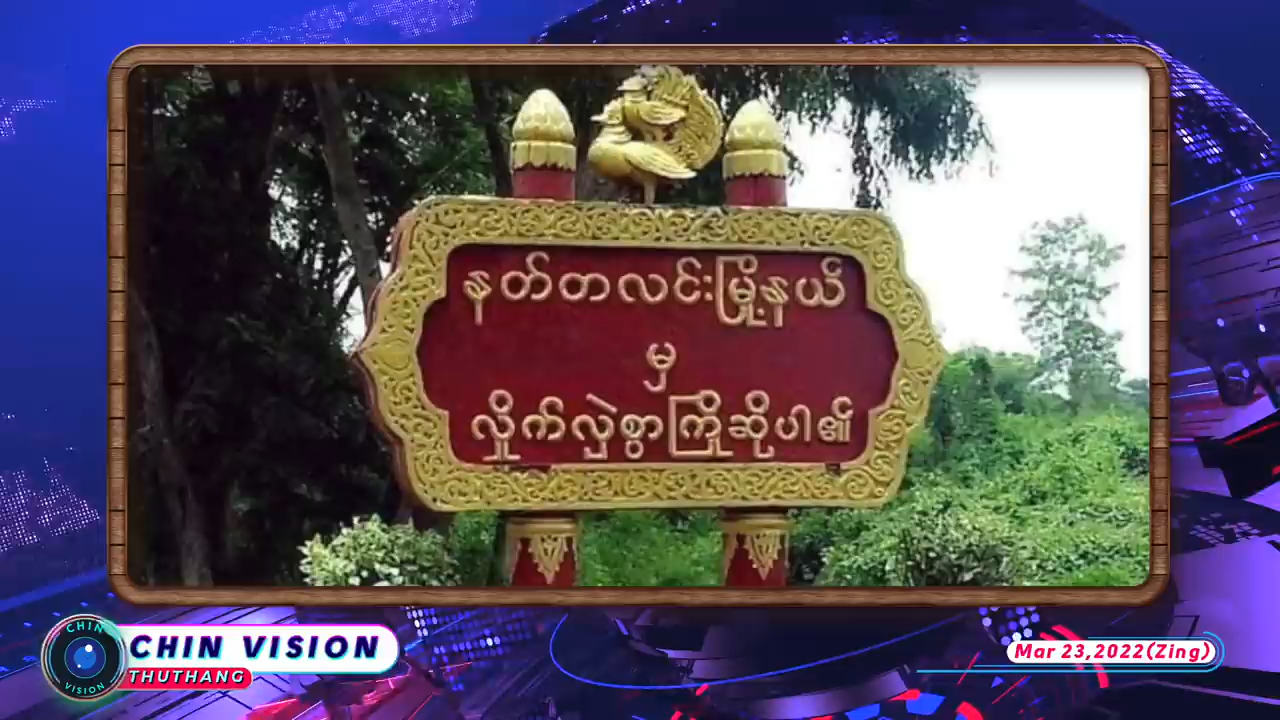 နတ်တလင်းမြို့နယ်
မှ
လှိုက်လှဲစွာကြိုဆိုပါ၏
CHIN
VISION
CHIN VISION
THUTHANG
Mar 23,2022(Zing)